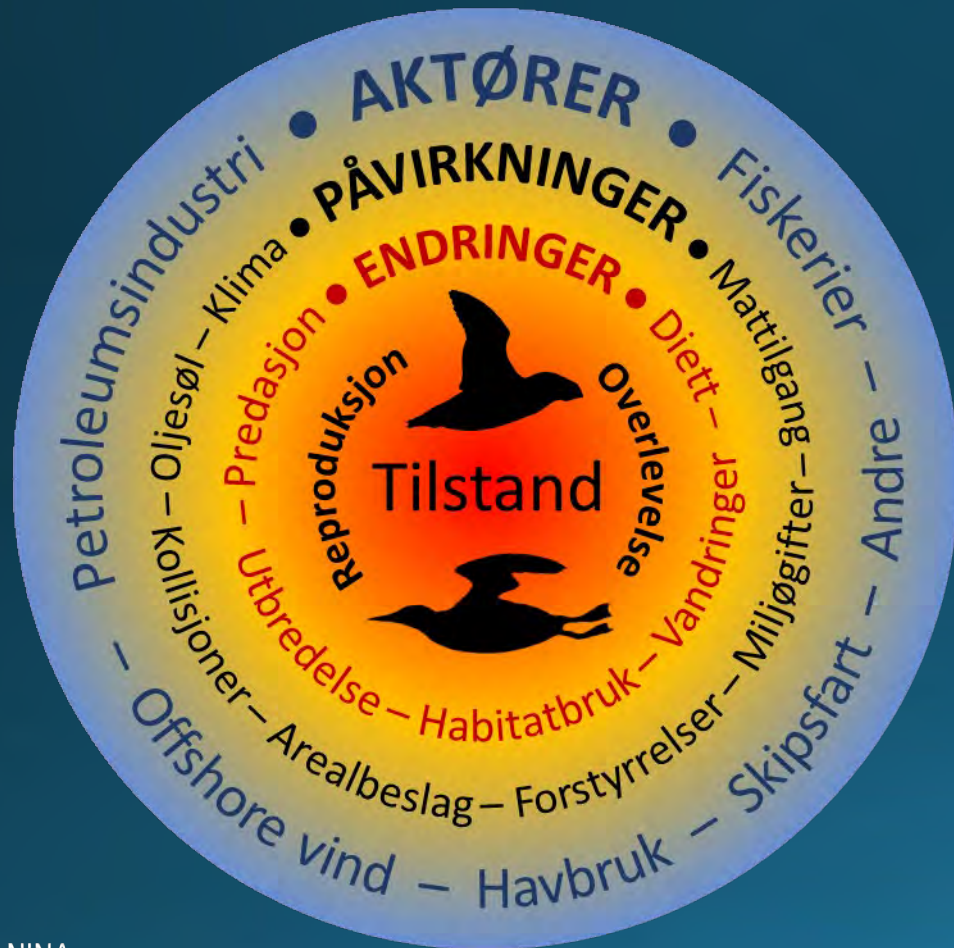 • AKTØRER •
Fiskerier – Andre – Skipsfart – Havbruk – Offshore vind – Petroleumsindustri
• PÅVIRKNINGER •
Mattilgang – Miljøgifter – Forstyrrelser – Arealbeslag – Kollisjoner – Oljesøl – Klima
• ENDRINGER •
Diett – Vandringer – Habitatbruk – Utbredelse – Predasjon
Reproduksjon
Overlevelse
Tilstand
NINA